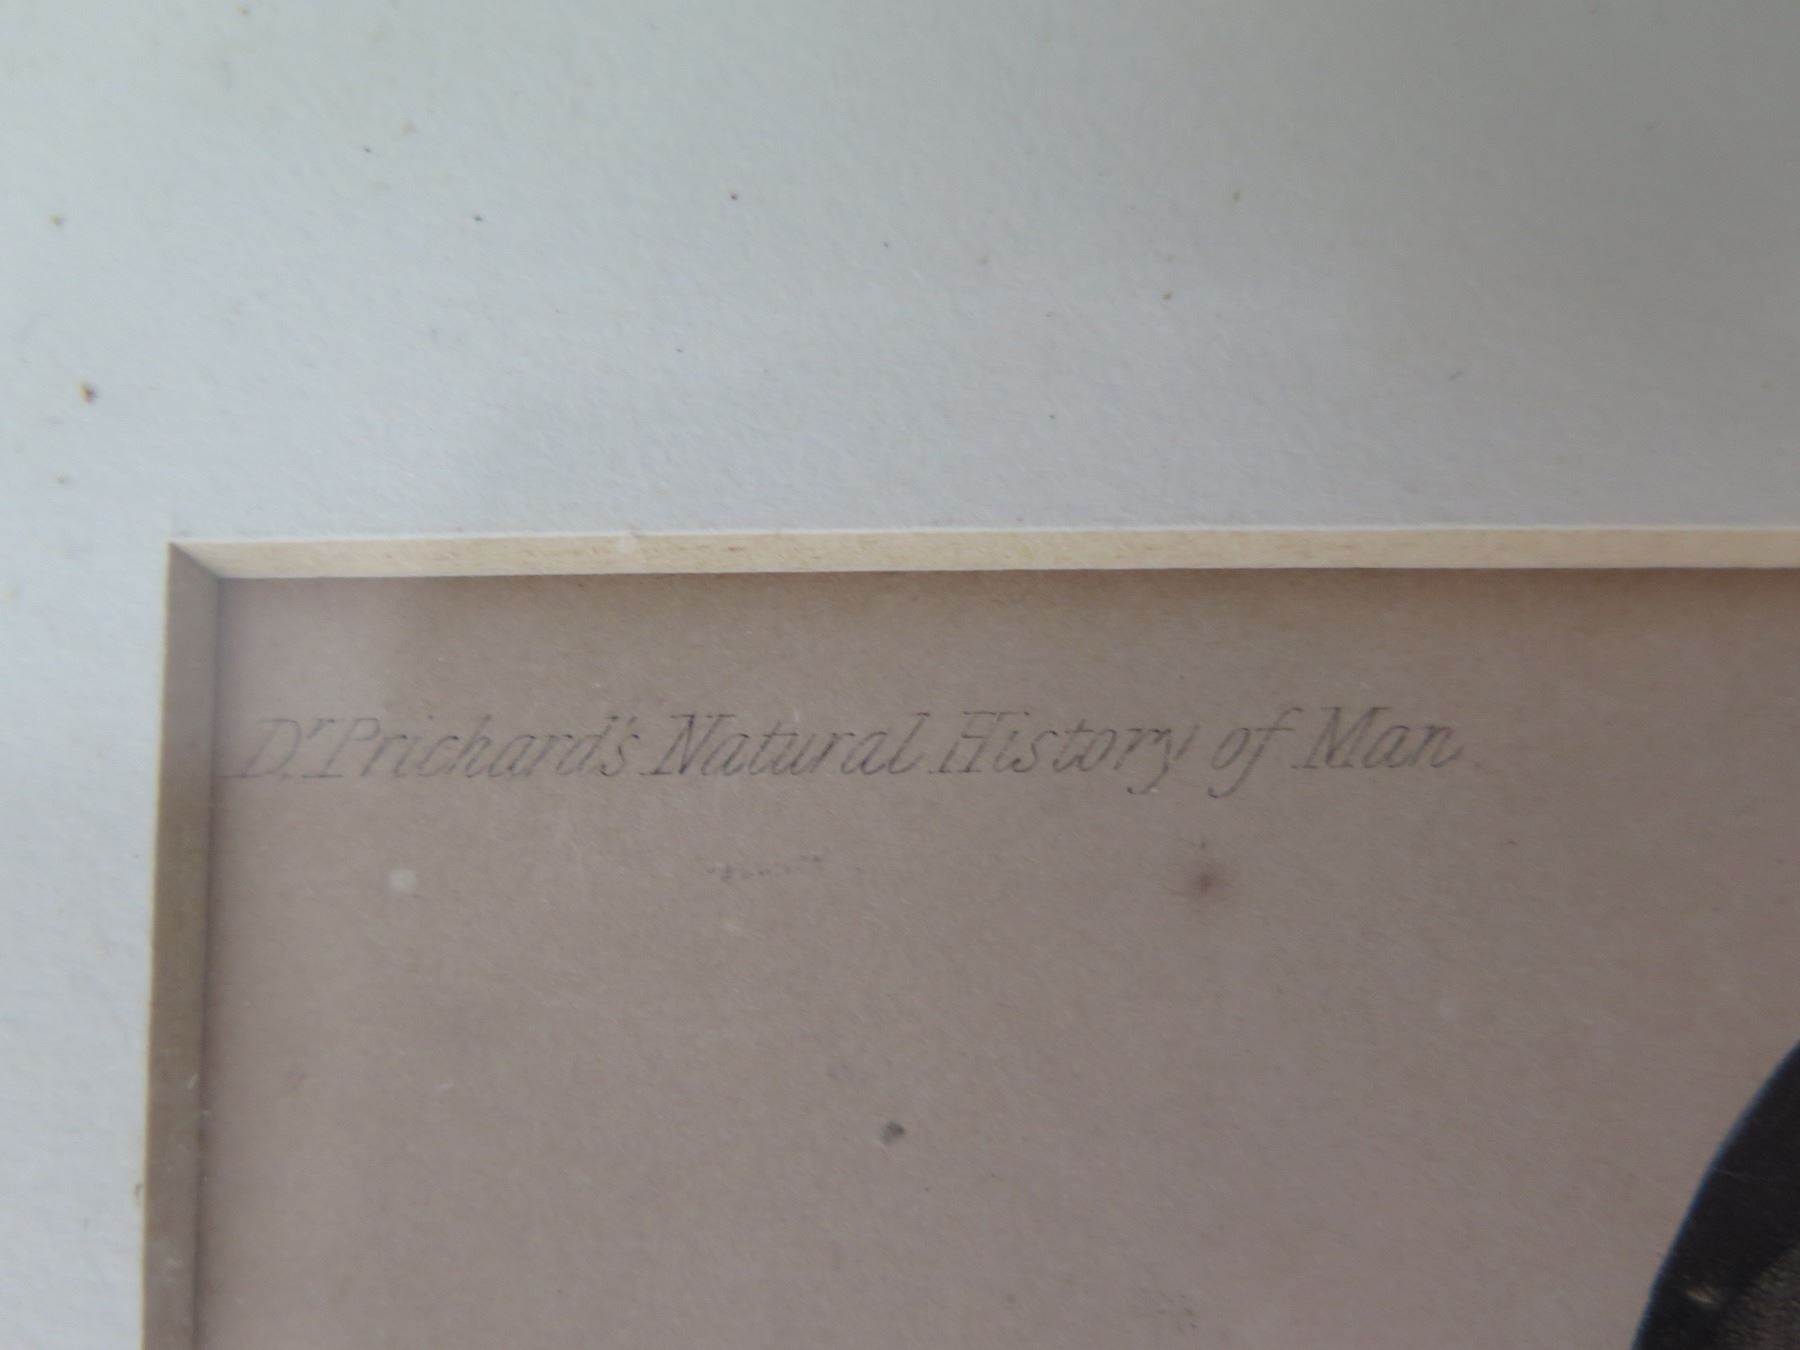 Dr. Prichard's Natural History of Man.